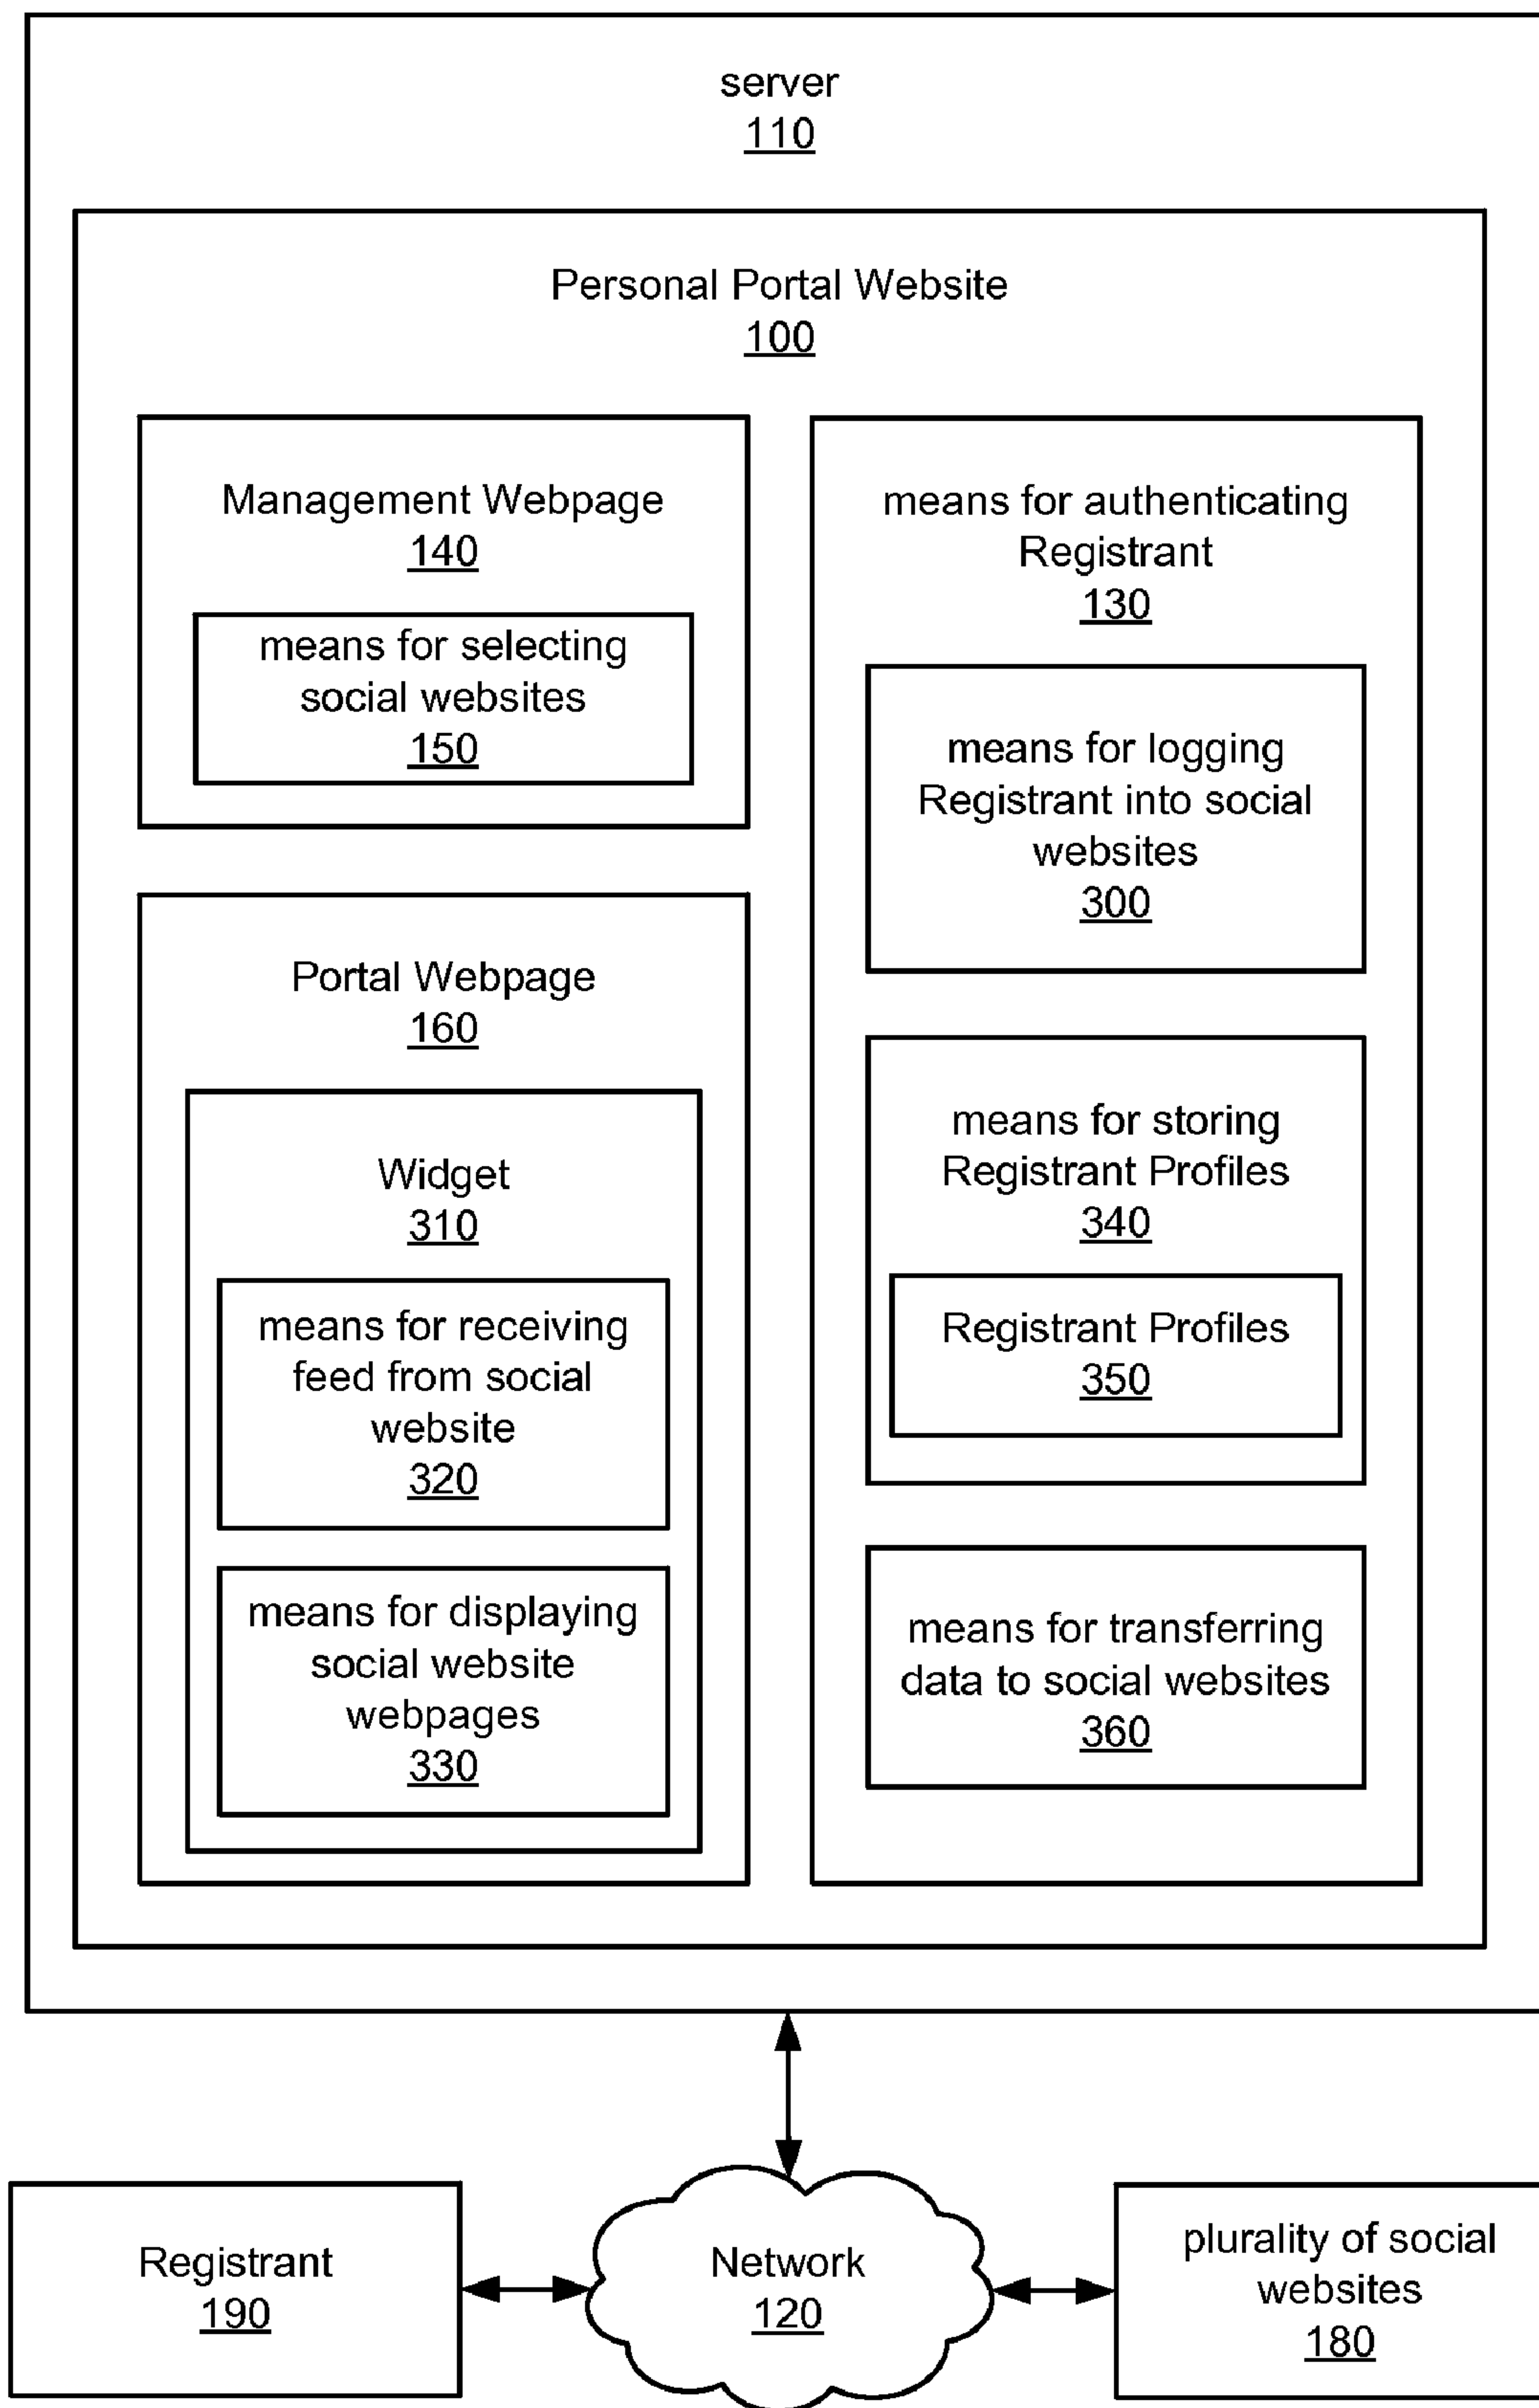 server
110
Personal Portal Website
100
Management Webpage
140
means for selecting
social websites
150
Portal Webpage
160
Widget
310
means for receiving
feed from social
website
320
means for displaying
social website
webpages
330
means for authenticating
Registrant
130
means for logging
Registrant into social
websites
300
means for storing
Registrant Profiles
340
Registrant Profiles
350
means for transferring
data to social websites
360
Registrant
190
Network
120
plurality of social
websites
180